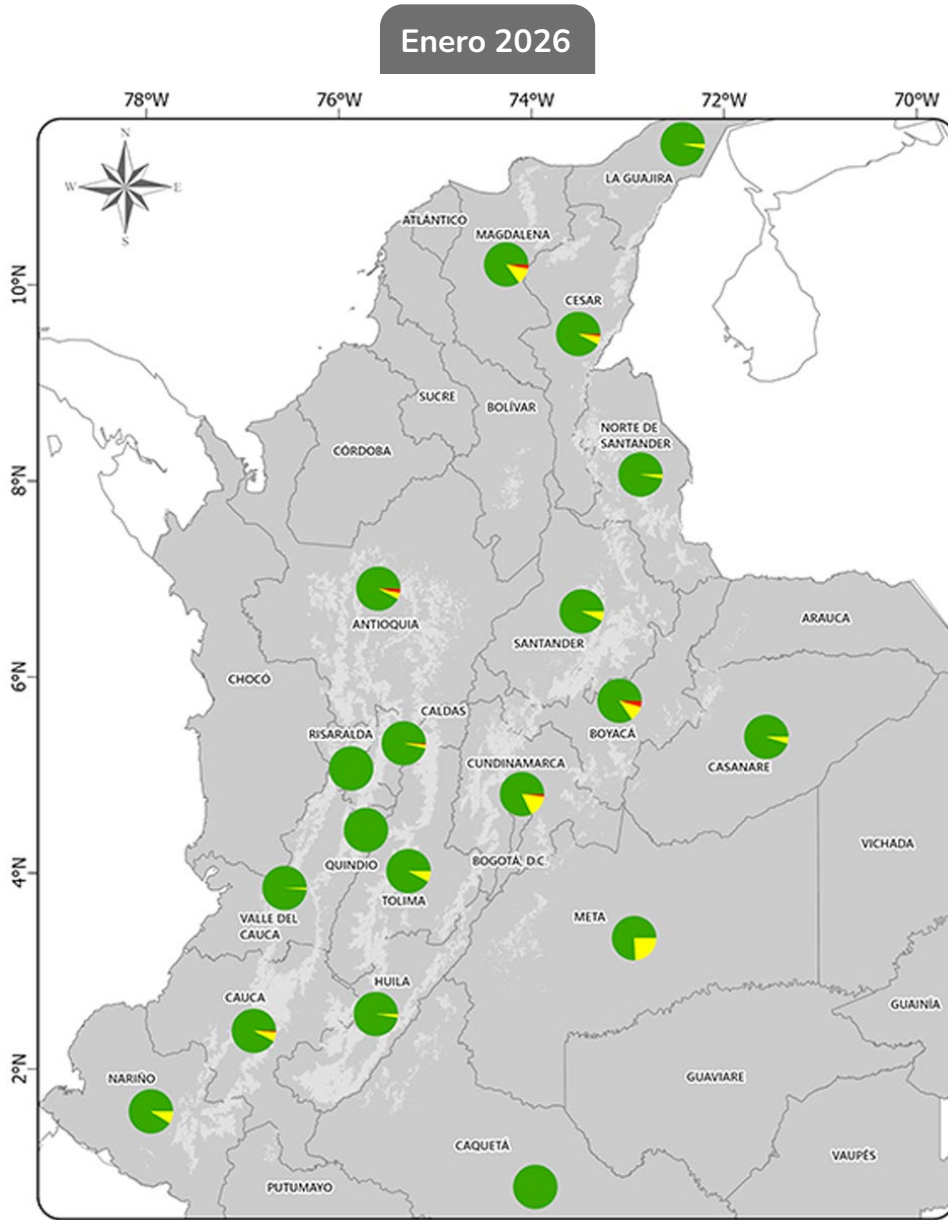 Enero 2026
78°W
76°W
74°W
72°W
70°W
N
W
E
S
LA GUAJIRA
ATLÁNTICO
MAGDALENA
10°N
CESAR
SUCRE
BOLÍVAR
NORTE DE
SANTANDER
CÓRDOBA
8°N
ANTIOQUIA
ARAUCA
SANTANDER
6°N
CHOCÓ
CALDAS
RISARALDA
BOYACÁ
CUNDINAMARCA
CASANARE
VICHADA
BOGOTÁ, D.C.
QUINDIO
4°N
TOLIMA
VALLE DEL
CAUCA
META
HUILA
CAUCA
GUAINÍA
2°N
NARIÑO
GUAVIARE
CAQUETÁ
VAUPÉS
PUTUMAYO